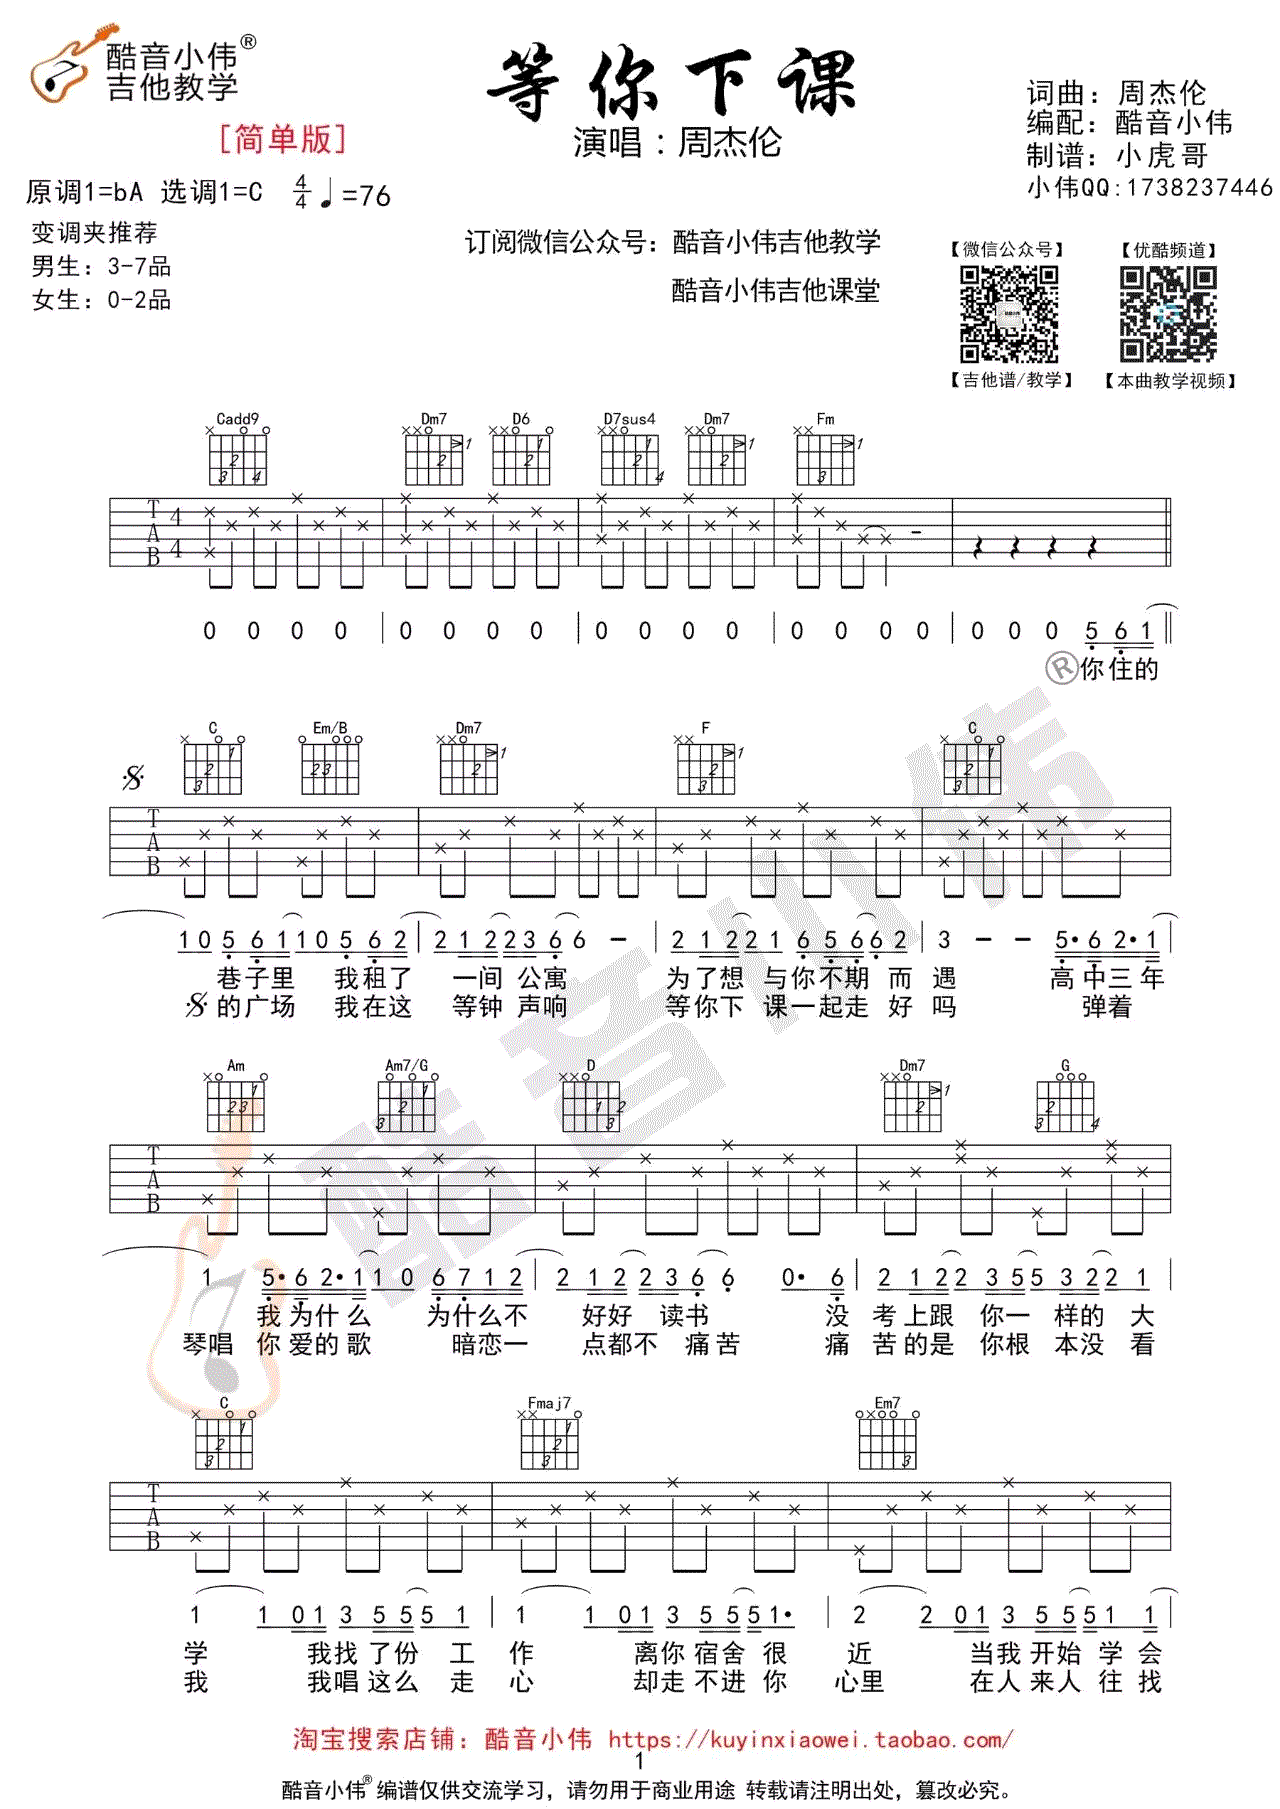 酷音小伟®
吉他教学
等你下课
[简单版]
演唱：周杰伦
词曲：周杰伦
编配：酷音小伟
制谱：小虎哥
小伟QQ:1738237446
原调1=bA 选调1=C 4/4 ♩=76
变调夹推荐
男生：3-7品
女生：0-2品
订阅微信公众号：酷音小伟吉他教学
酷音小伟吉他课堂
【微信公众号】 【优酷频道】
【吉他谱/教学】 【本曲教学视频】
Cadd9 Dm7 D6 D7sus4 Dm7 Fm
T A B 4/4
0 0 0 0 | 0 0 0 0 | 0 0 0 0 | 0 0 0 0 | 0 0 0 5 6 1
你住的
C Em/B Dm7 F C
T A B
1 0 5 6 1 1 0 5 6 2 | 2 1 2 2 3 6 6 - | 2 1 2 2 1 6 5 6 6 2 | 3 - - 5· 6 2· 1
巷子里 我租了 一间 公寓 为了想 与你不期 而 遇 高中三年
的广场 我在这 等钟 声响 等你下 课一起走 好 吗 弹着
Am Am7/G D Dm7 G
T A B
1 5· 6 2· 1 1 0 6 7 1 2 | 2 1 2 2 3 6 6 0· 6 | 2 1 2 2 3 5 5 3 2 2 1
我为什么 为什么不 好好 读书 没 考上跟 你一 样的 大
琴唱 你爱的歌 暗恋一 点都不 痛苦 痛 苦的是 你根 本没 看
C Fmaj7 Em7
T A B
1 1 0 1 3 5 5 5 1 | 1 1 0 1 3 5 5 5 1· | 2 2 0 1 5 5 5 1 1
学 我找了份 工 作 离你宿舍很 近 当我开始 学会
我 我唱这么 走 心 却走不进你 心里 在人来人 往找
淘宝搜索店铺：酷音小伟 https://kuyinxiaowei.taobao.com/
1
酷音小伟® 编谱仅供交流学习，请勿用于商业用途 转载请注明出处，篡改必究。
酷音小伟®